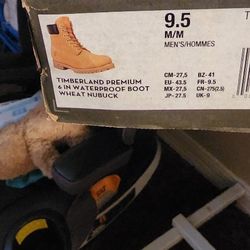 9.5
M/M
MEN'S/HOMMES
TIMBERLAND PREMIUM
6 IN WATERPROOF BOOT
WHEAT NUBUCK
CM-27,5 BZ-41
EU-43.5 FR-9.5
MX-27.5 CN-275(2.5)
JP-27.5 UK-9
T